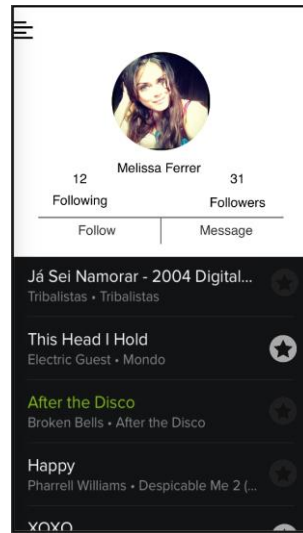 Melissa Ferrer
12 31
Following Followers
Follow Message
Já Sei Namorar - 2004 Digital...
Tribalistas • Tribalistas
This Head I Hold
Electric Guest • Mondo
After the Disco
Broken Bells • After the Disco
Happy
Pharrell Williams • Despicable Me 2 (...
XOXO